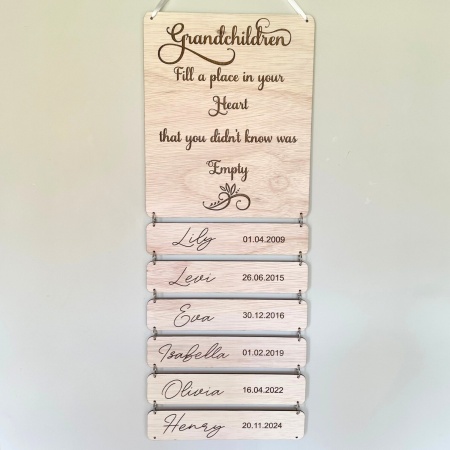 Grandchildren
Fill a place in your
Heart
that you didn't know was
Empty
Lily 01.04.2009
Levi 26.06.2015
Eva 30.12.2016
Isabella 01.02.2019
Olivia 16.04.2022
Henry 20.11.2024